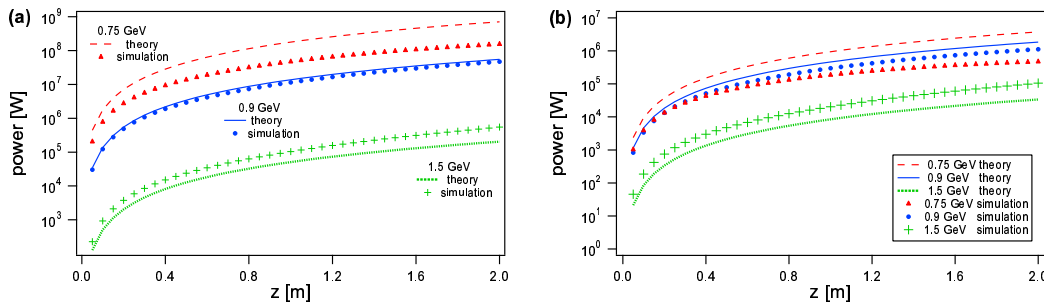 (a)
power [W]
10⁹
10⁸
10⁷
10⁶
10⁵
10⁴
10³
0.75 GeV
theory
simulation
0.9 GeV
theory
simulation
1.5 GeV
theory
simulation
0.0 0.4 0.8 1.2 1.6 2.0
z [m]
(b)
power [W]
10⁷
10⁶
10⁵
10⁴
10³
10²
10¹
10⁰
0.75 GeV theory
0.9 GeV theory
1.5 GeV theory
0.75 GeV simulation
0.9 GeV simulation
1.5 GeV simulation
0.0 0.4 0.8 1.2 1.6 2.0
z [m]